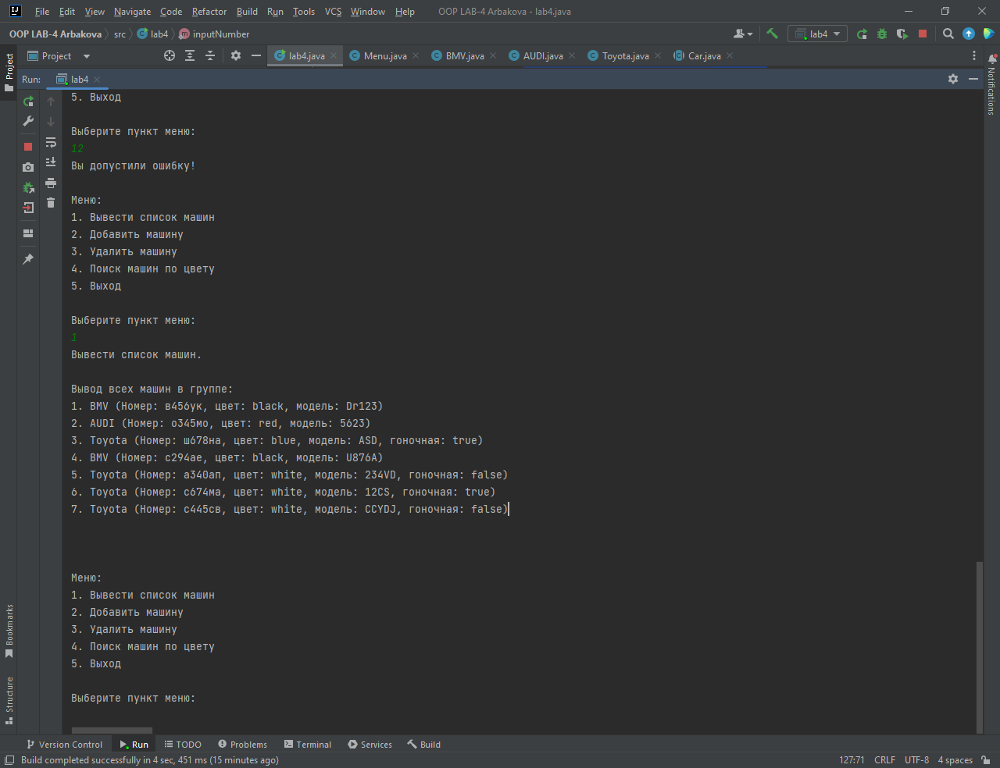 File Edit View Navigate Code Refactor Build Run Tools VCS Window Help OOP LAB-4 Arbakova - lab4.java
OOP LAB-4 Arbakova src lab4 inputNumber lab4
Project lab4.java Menu.java BMV.java AUDI.java Toyota.java Car.java
Project
Notifications
Run: lab4
5. Выход
Выберите пункт меню:
12
Вы допустили ошибку!
Меню:
1. Вывести список машин
2. Добавить машину
3. Удалить машину
4. Поиск машин по цвету
5. Выход
Выберите пункт меню:
1
Вывести список машин.
Вывод всех машин в группе:
1. BMV (Номер: в456ук, цвет: black, модель: Dr123)
2. AUDI (Номер: о345мо, цвет: red, модель: 5623)
3. Toyota (Номер: ш678на, цвет: blue, модель: ASD, гоночная: true)
4. BMV (Номер: с294ае, цвет: black, модель: U876A)
5. Toyota (Номер: а340ап, цвет: white, модель: 234VD, гоночная: false)
6. Toyota (Номер: с674ма, цвет: white, модель: 12CS, гоночная: true)
7. Toyota (Номер: с445св, цвет: white, модель: CCYDJ, гоночная: false)
Меню:
1. Вывести список машин
2. Добавить машину
3. Удалить машину
4. Поиск машин по цвету
5. Выход
Выберите пункт меню:
Bookmarks
Structure
Version Control Run TODO Problems Terminal Services Build
Build completed successfully in 4 sec, 451 ms (15 minutes ago) 127:71 CRLF UTF-8 4 spaces